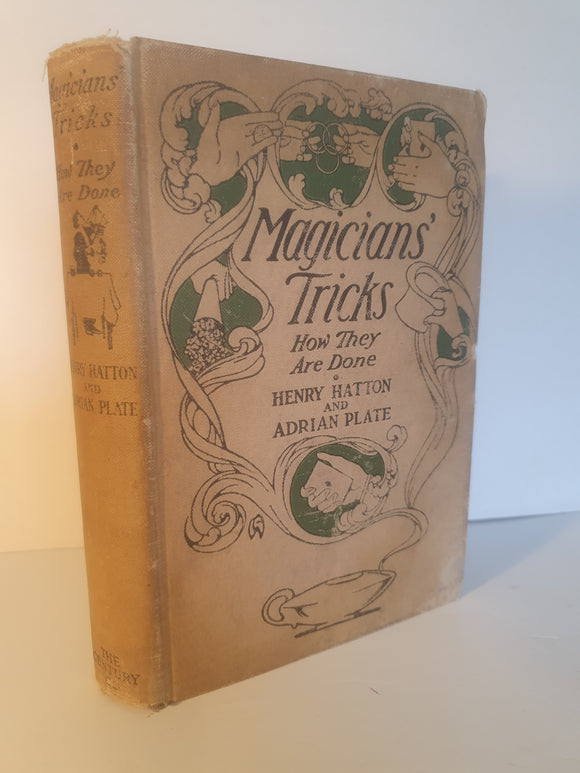 Magicians'
Tricks
How They
Are Done
HENRY HATTON
AND
ADRIAN PLATE
Magicians
Tricks
How They
Are Done
HENRY HATTON
AND
ADRIAN PLATE
THE
CENTURY
CO